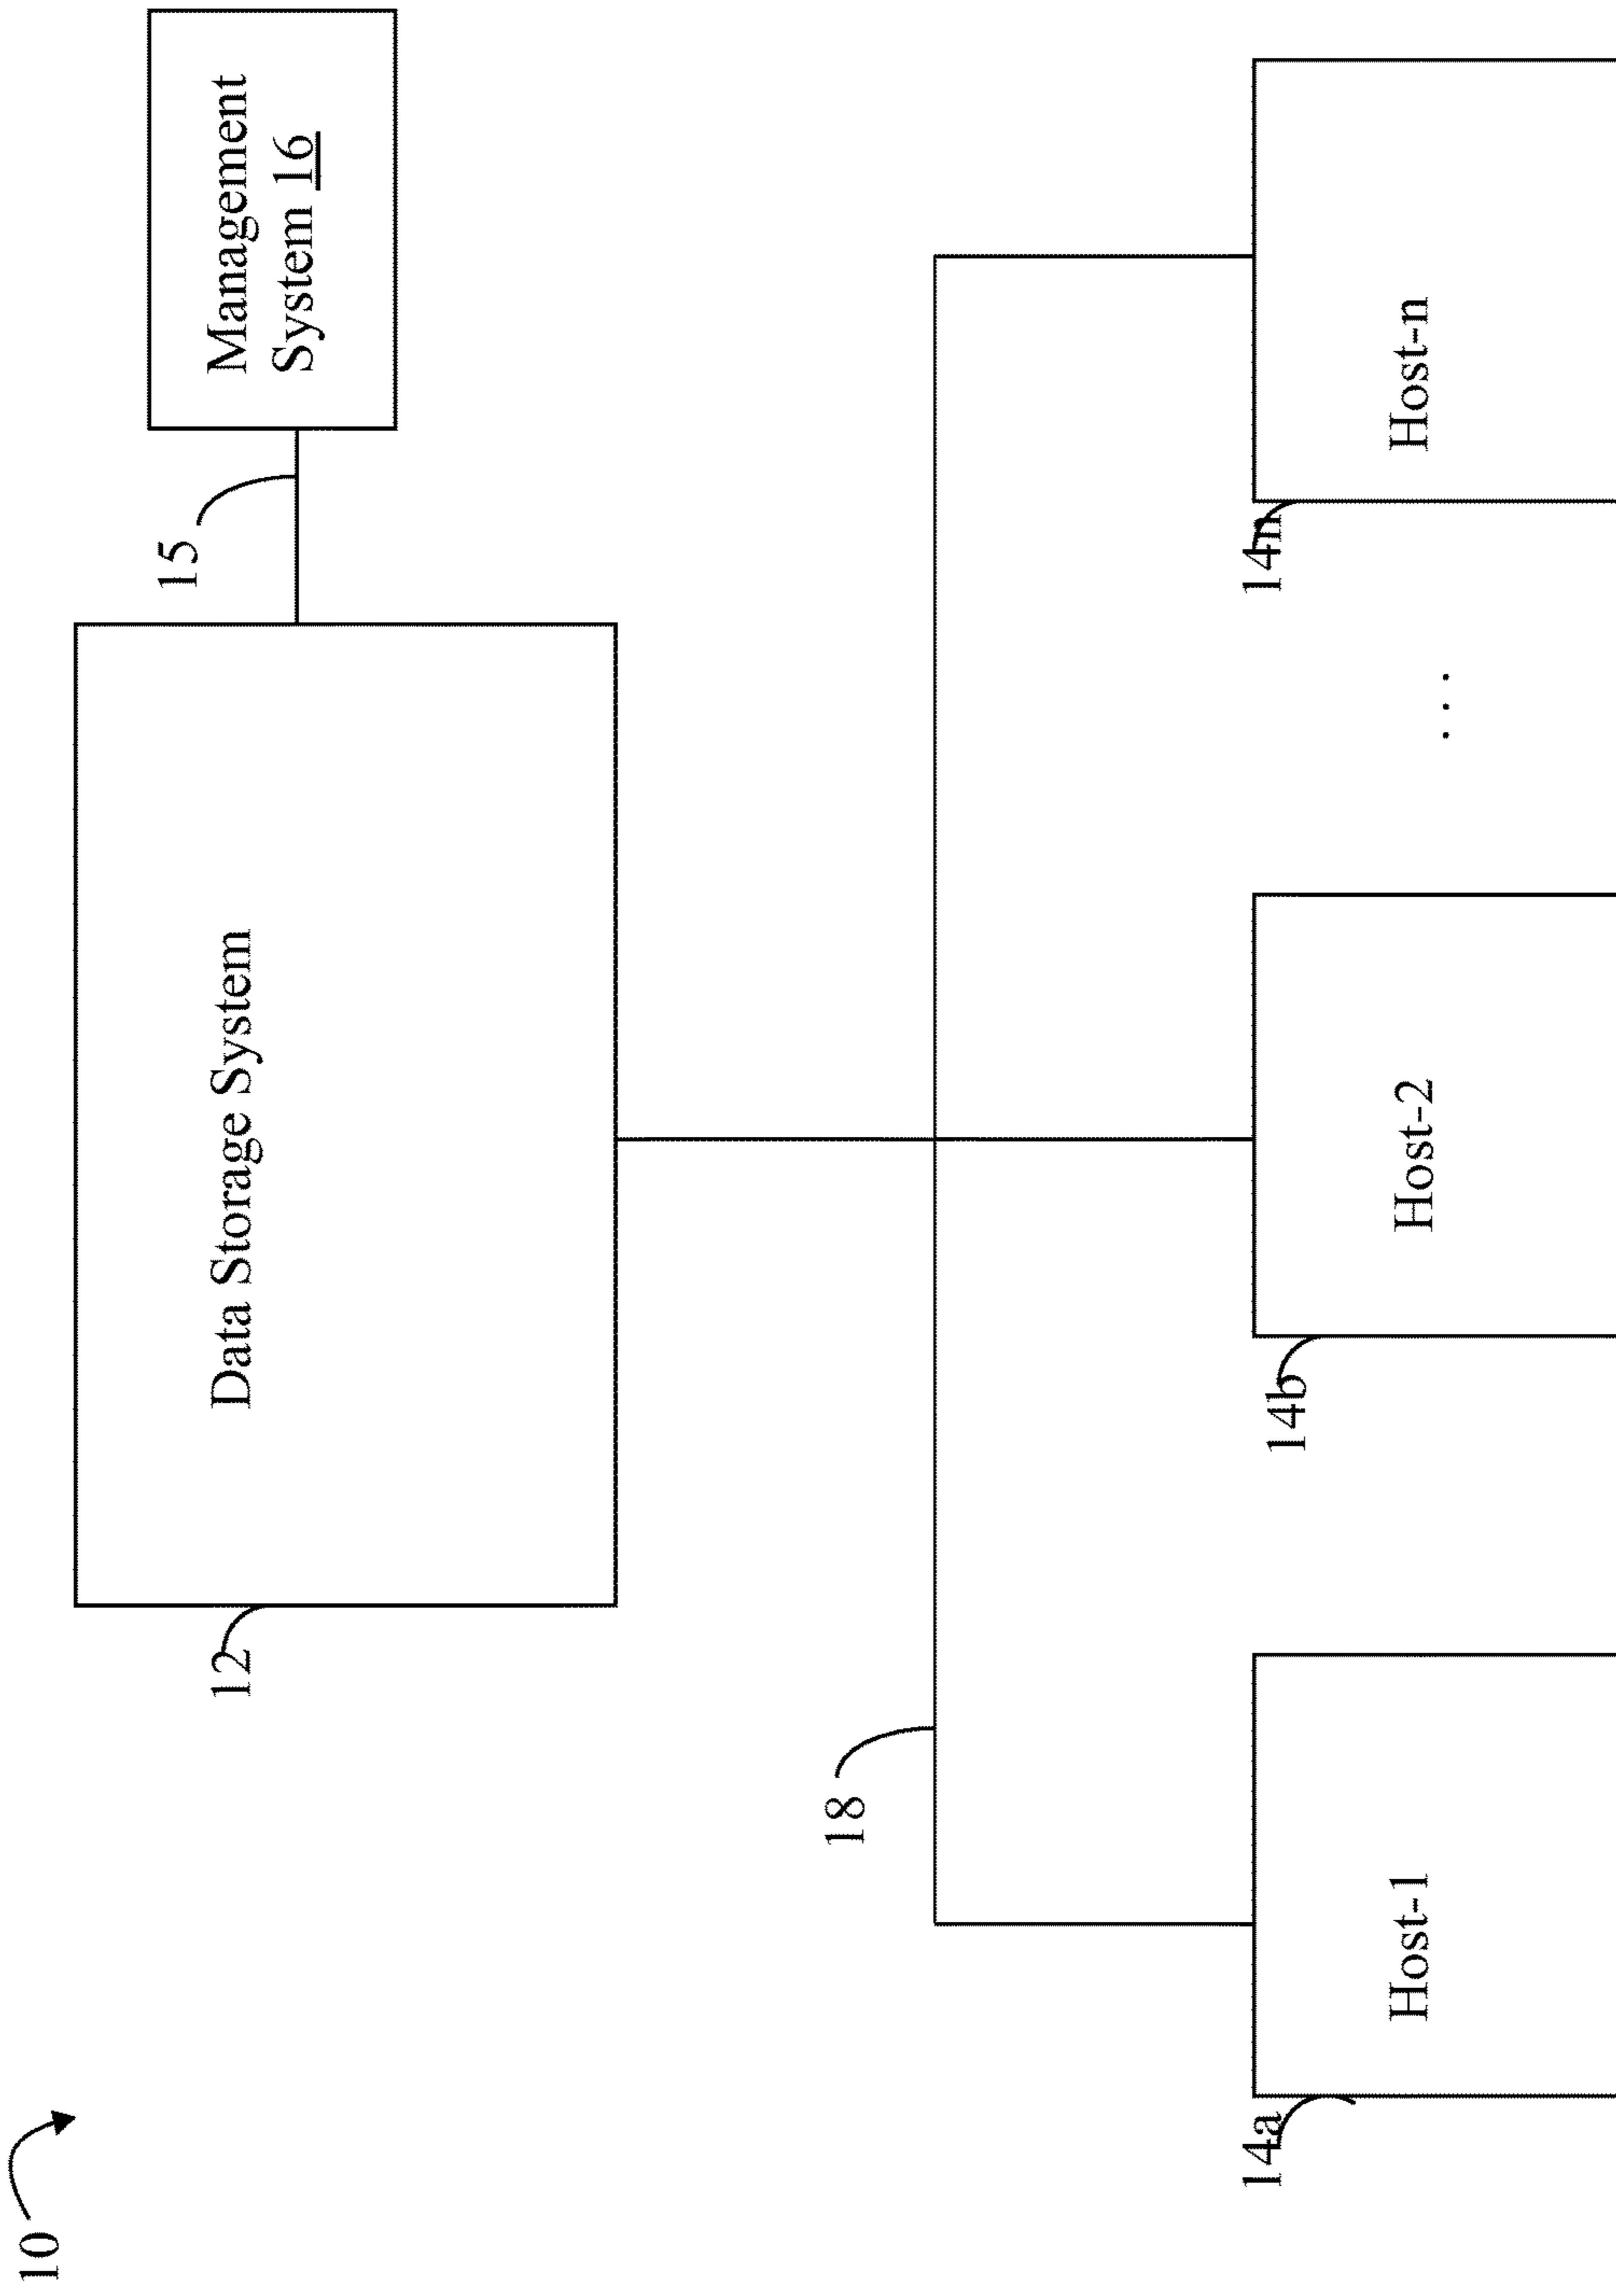 10
12
Data Storage System
15
Management
System 16
18
14a
Host-1
14b
Host-2
. . .
14n
Host-n